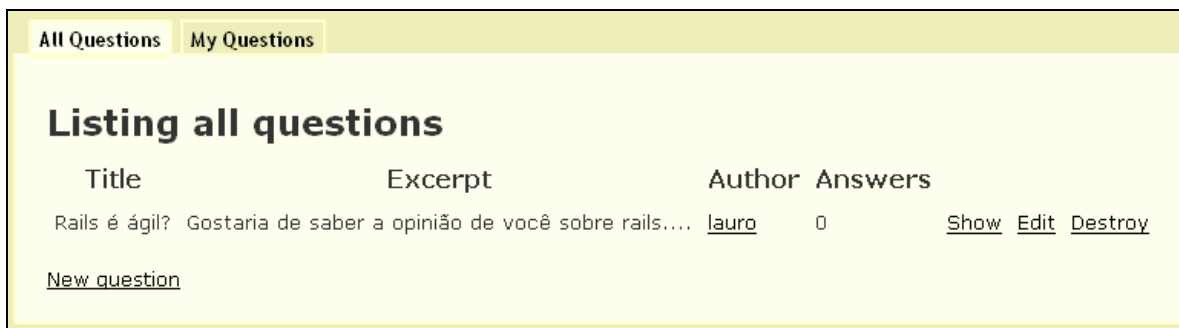 All Questions My Questions
Listing all questions
Title Excerpt Author Answers
Rails é ágil? Gostaria de saber a opinião de você sobre rails.... lauro 0 Show Edit Destroy
New question